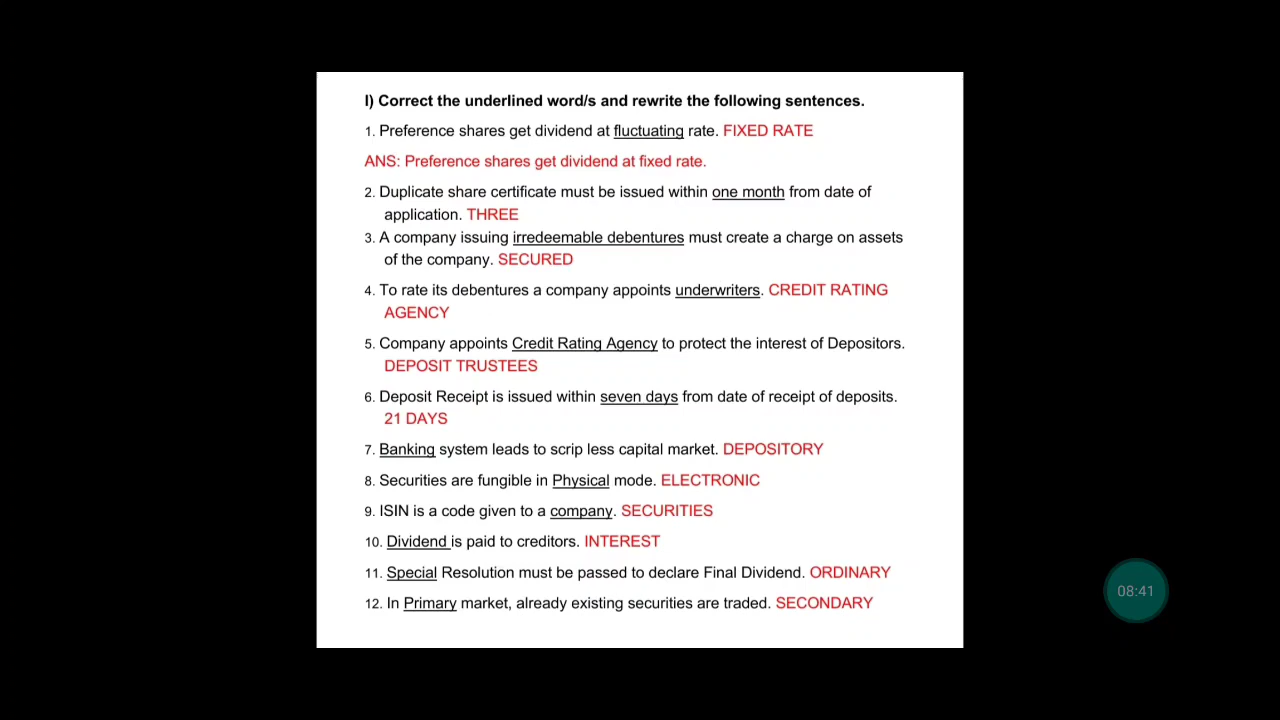 I) Correct the underlined word/s and rewrite the following sentences.
1. Preference shares get dividend at fluctuating rate. FIXED RATE
ANS: Preference shares get dividend at fixed rate.
2. Duplicate share certificate must be issued within one month from date of
application. THREE
3. A company issuing irredeemable debentures must create a charge on assets
of the company. SECURED
4. To rate its debentures a company appoints underwriters. CREDIT RATING
AGENCY
5. Company appoints Credit Rating Agency to protect the interest of Depositors.
DEPOSIT TRUSTEES
6. Deposit Receipt is issued within seven days from date of receipt of deposits.
21 DAYS
7. Banking system leads to scrip less capital market. DEPOSITORY
8. Securities are fungible in Physical mode. ELECTRONIC
9. ISIN is a code given to a company. SECURITIES
10. Dividend is paid to creditors. INTEREST
11. Special Resolution must be passed to declare Final Dividend. ORDINARY
12. In Primary market, already existing securities are traded. SECONDARY
08:41